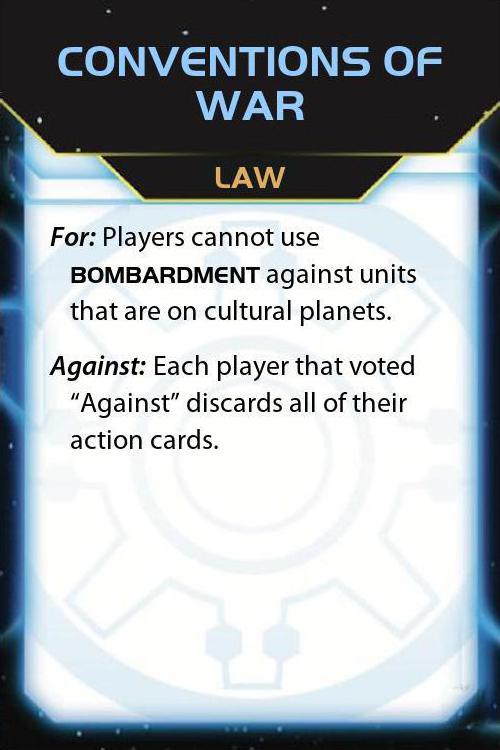 CONVENTIONS OF
WAR
LAW
For: Players cannot use
BOMBARDMENT against units
that are on cultural planets.
Against: Each player that voted
“Against” discards all of their
action cards.